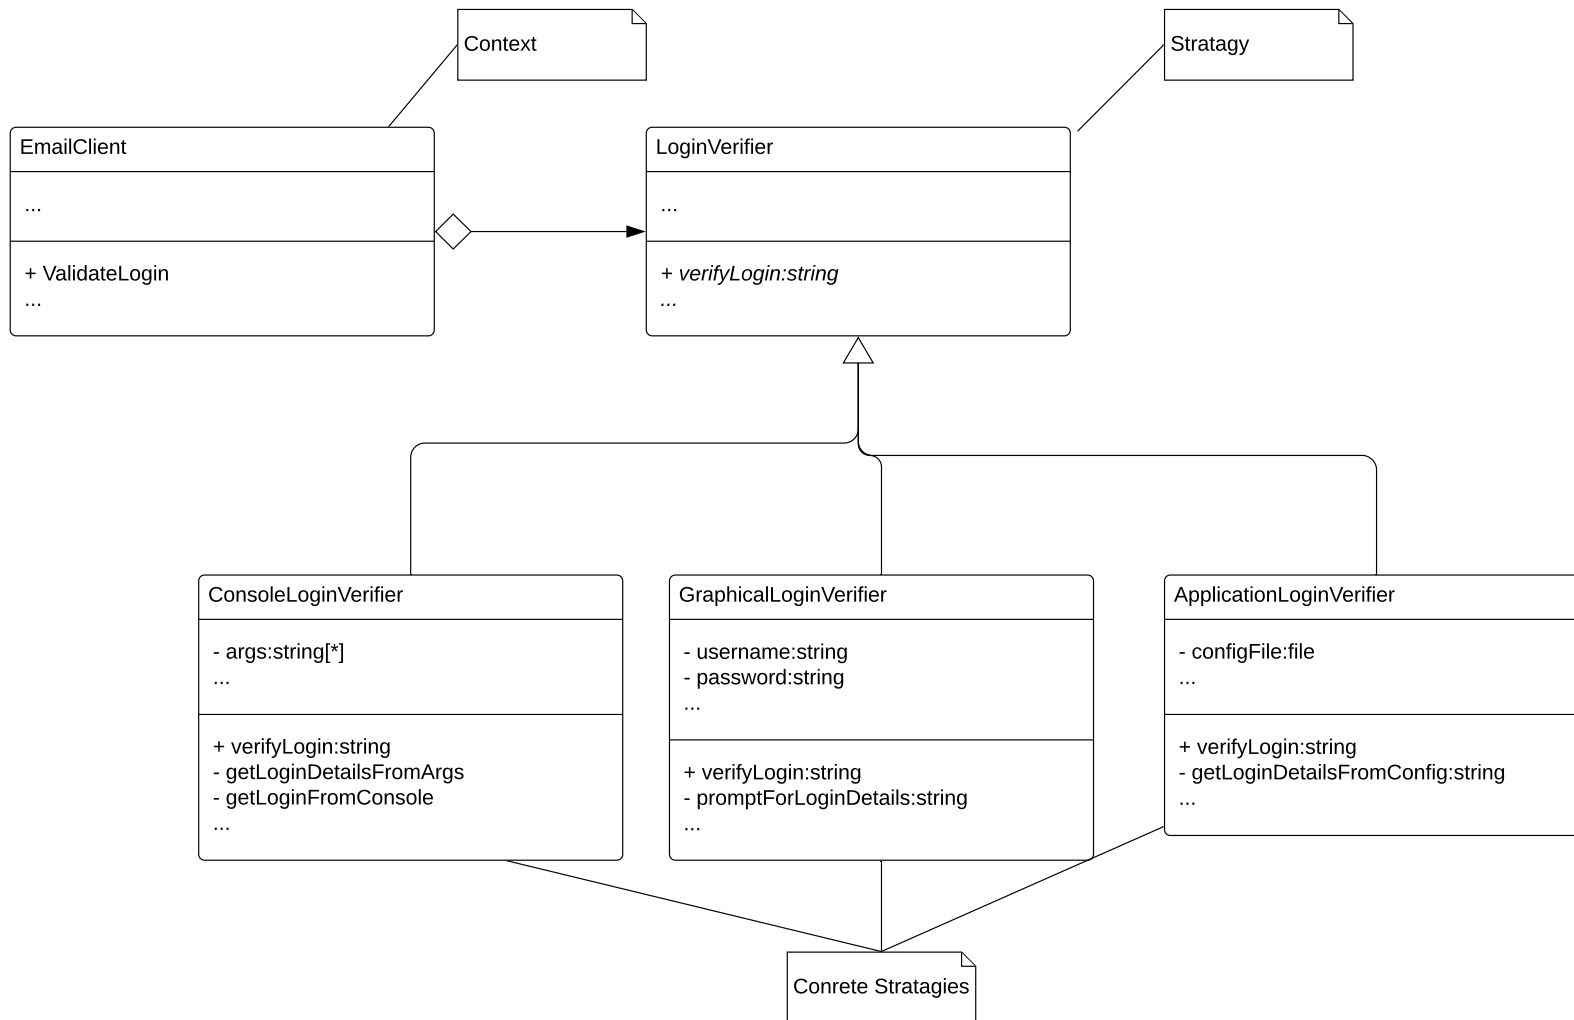 Context
Stratagy
EmailClient
...
+ ValidateLogin
...
LoginVerifier
...
+ verifyLogin:string
...
ConsoleLoginVerifier
- args:string[*]
...
+ verifyLogin:string
- getLoginDetailsFromArgs
- getLoginFromConsole
...
GraphicalLoginVerifier
- username:string
- password:string
...
+ verifyLogin:string
- promptForLoginDetails:string
...
ApplicationLoginVerifier
- configFile:file
...
+ verifyLogin:string
- getLoginDetailsFromConfig:string
...
Conrete Stratagies